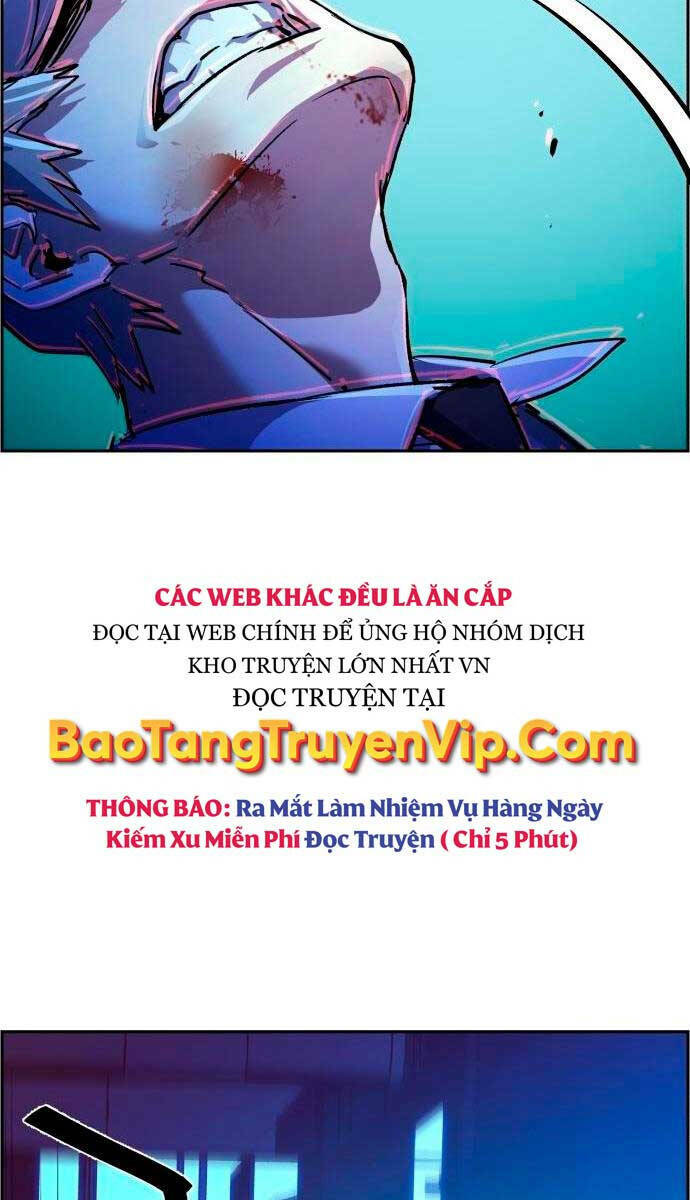 CÁC WEB KHÁC ĐỀU LÀ ĂN CẮP
ĐỌC TẠI WEB CHÍNH ĐỂ ỦNG HỘ NHÓM DỊCH
KHO TRUYỆN LỚN NHẤT VN
ĐỌC TRUYỆN TẠI
BaoTangTruyenVip.Com
THÔNG BÁO: Ra Mắt Làm Nhiệm Vụ Hàng Ngày
Kiếm Xu Miễn Phí Đọc Truyện ( Chỉ 5 Phút)